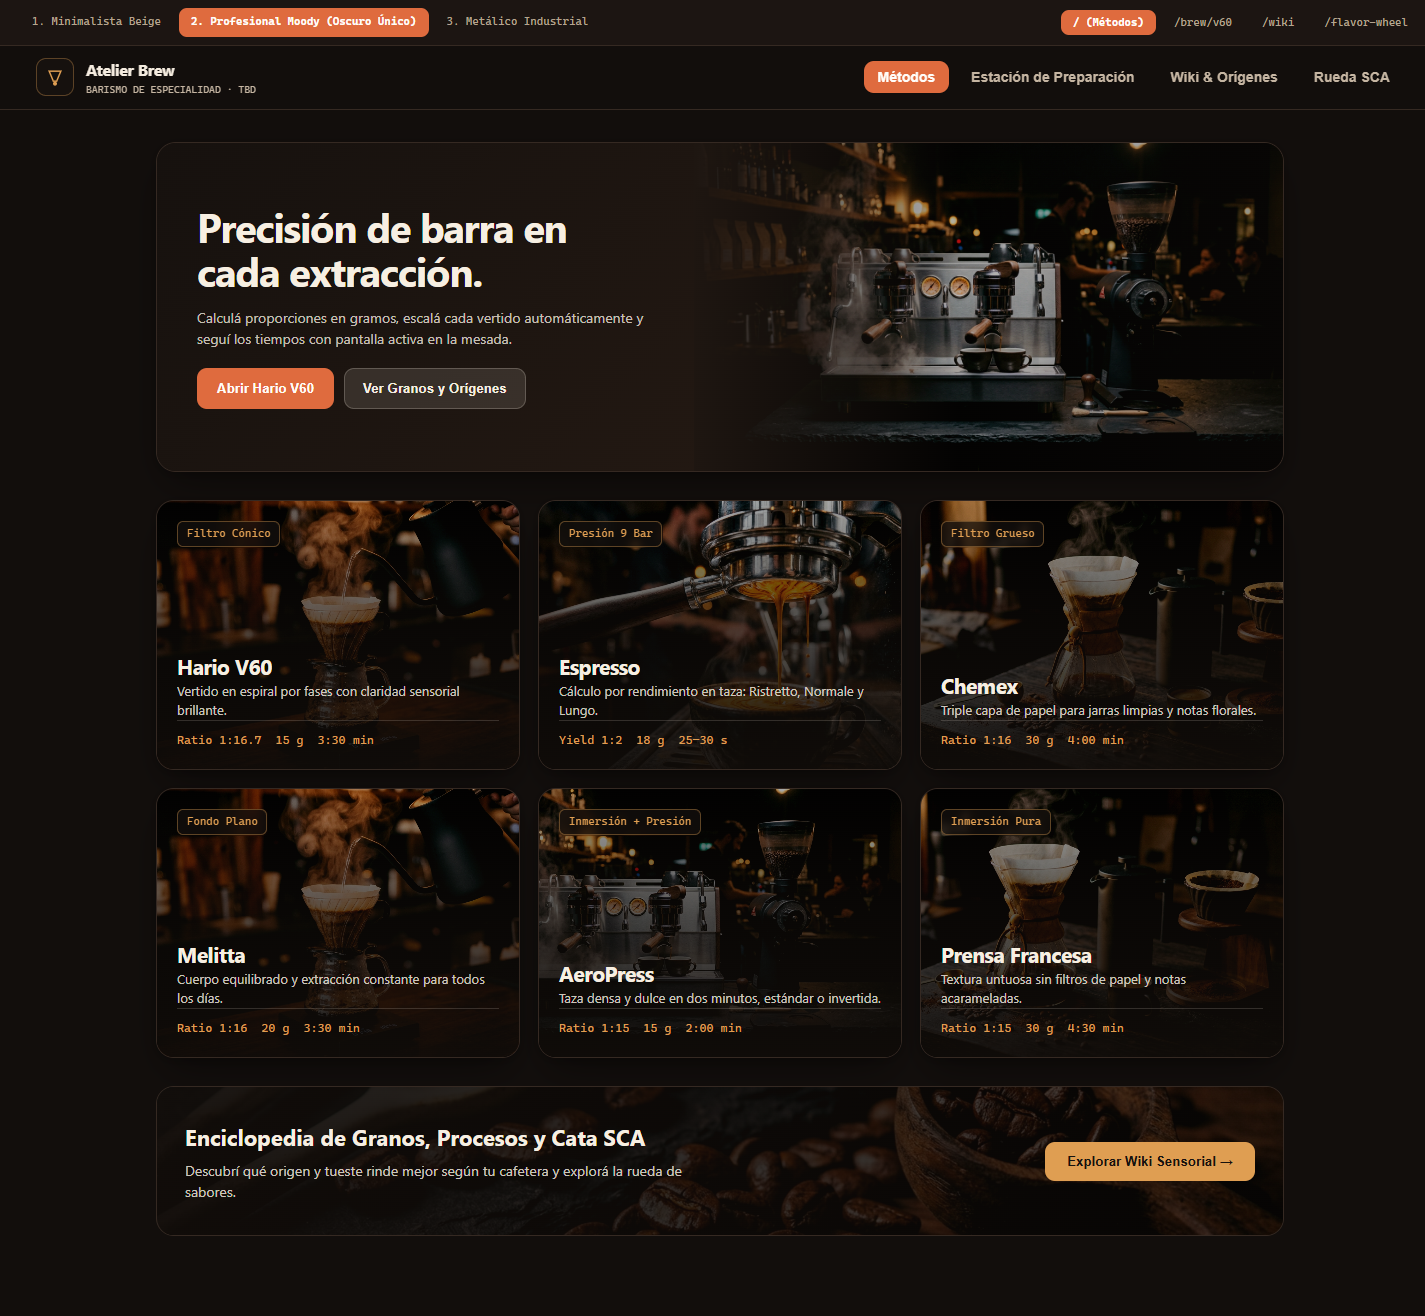 1. Minimalista Beige
2. Profesional Moody (Oscuro Único)
3. Metálico Industrial
/ (Métodos)
/brew/v60
/wiki
/flavor-wheel
Atelier Brew
BARISMO DE ESPECIALIDAD · TBD
Métodos
Estación de Preparación
Wiki & Orígenes
Rueda SCA
Precisión de barra en
cada extracción.
Calculá proporciones en gramos, escalá cada vertido automáticamente y
seguí los tiempos con pantalla activa en la mesada.
Abrir Hario V60
Ver Granos y Orígenes
Filtro Cónico
Hario V60
Vertido en espiral por fases con claridad sensorial
brillante.
Ratio 1:16.7 15 g 3:30 min
Presión 9 Bar
Espresso
Cálculo por rendimiento en taza: Ristretto, Normale y
Lungo.
Yield 1:2 18 g 25–30 s
Filtro Grueso
Chemex
Triple capa de papel para jarras limpias y notas florales.
Ratio 1:16 30 g 4:00 min
Fondo Plano
Melitta
Cuerpo equilibrado y extracción constante para todos
los días.
Ratio 1:16 20 g 3:30 min
Inmersión + Presión
AeroPress
Taza densa y dulce en dos minutos, estándar o invertida.
Ratio 1:15 15 g 2:00 min
Inmersión Pura
Prensa Francesa
Textura untuosa sin filtros de papel y notas
acarameladas.
Ratio 1:15 30 g 4:30 min
Enciclopedia de Granos, Procesos y Cata SCA
Descubrí qué origen y tueste rinde mejor según tu cafetera y explorá la rueda de
sabores.
Explorar Wiki Sensorial →